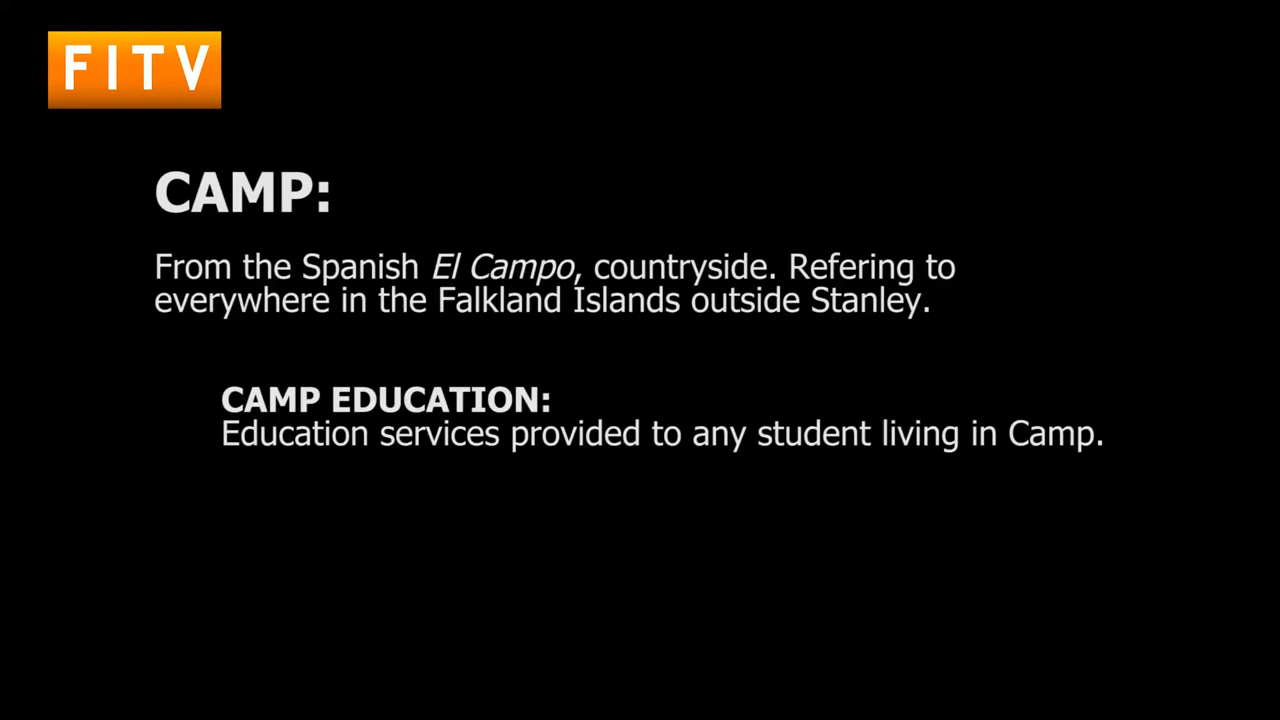 FITV
CAMP:
From the Spanish El Campo, countryside. Refering to
everywhere in the Falkland Islands outside Stanley.
CAMP EDUCATION:
Education services provided to any student living in Camp.